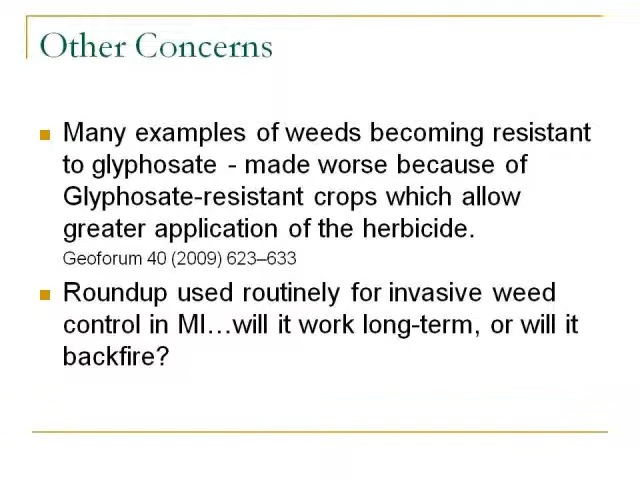 Other Concerns
Many examples of weeds becoming resistant
to glyphosate - made worse because of
Glyphosate-resistant crops which allow
greater application of the herbicide.
Geoforum 40 (2009) 623–633
Roundup used routinely for invasive weed
control in MI…will it work long-term, or will it
backfire?